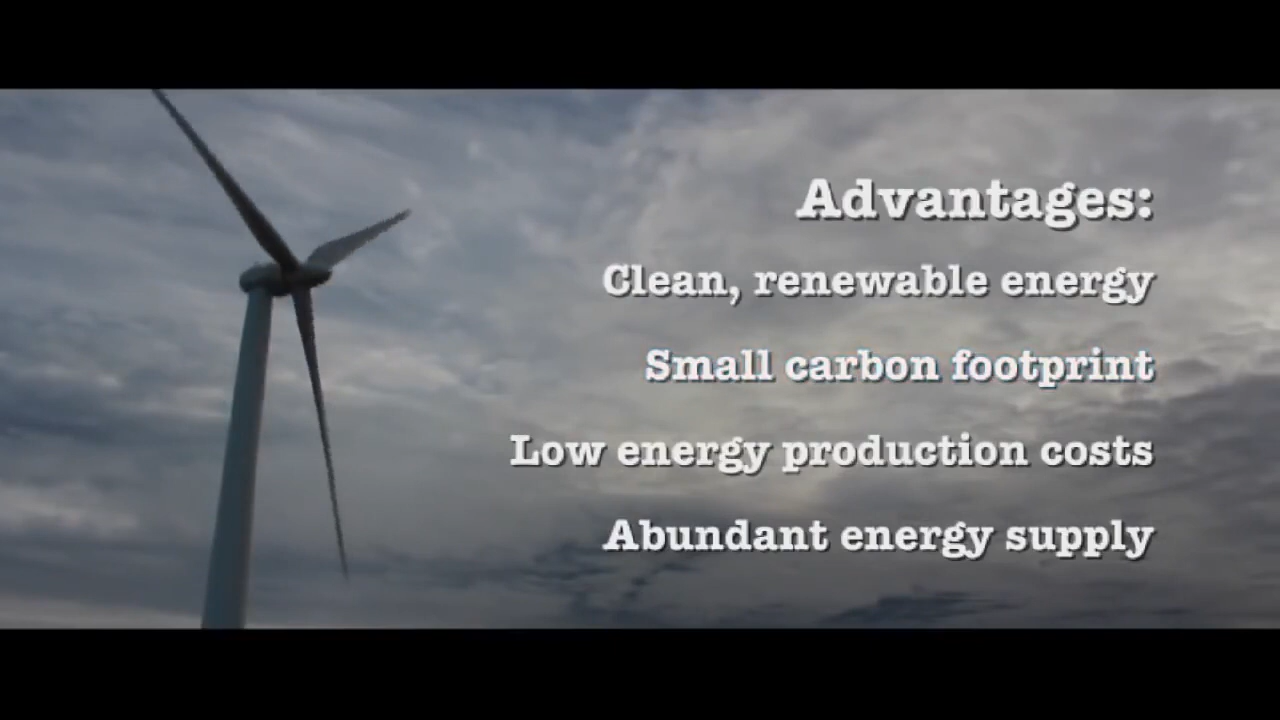 Advantages:
Clean, renewable energy
Small carbon footprint
Low energy production costs
Abundant energy supply